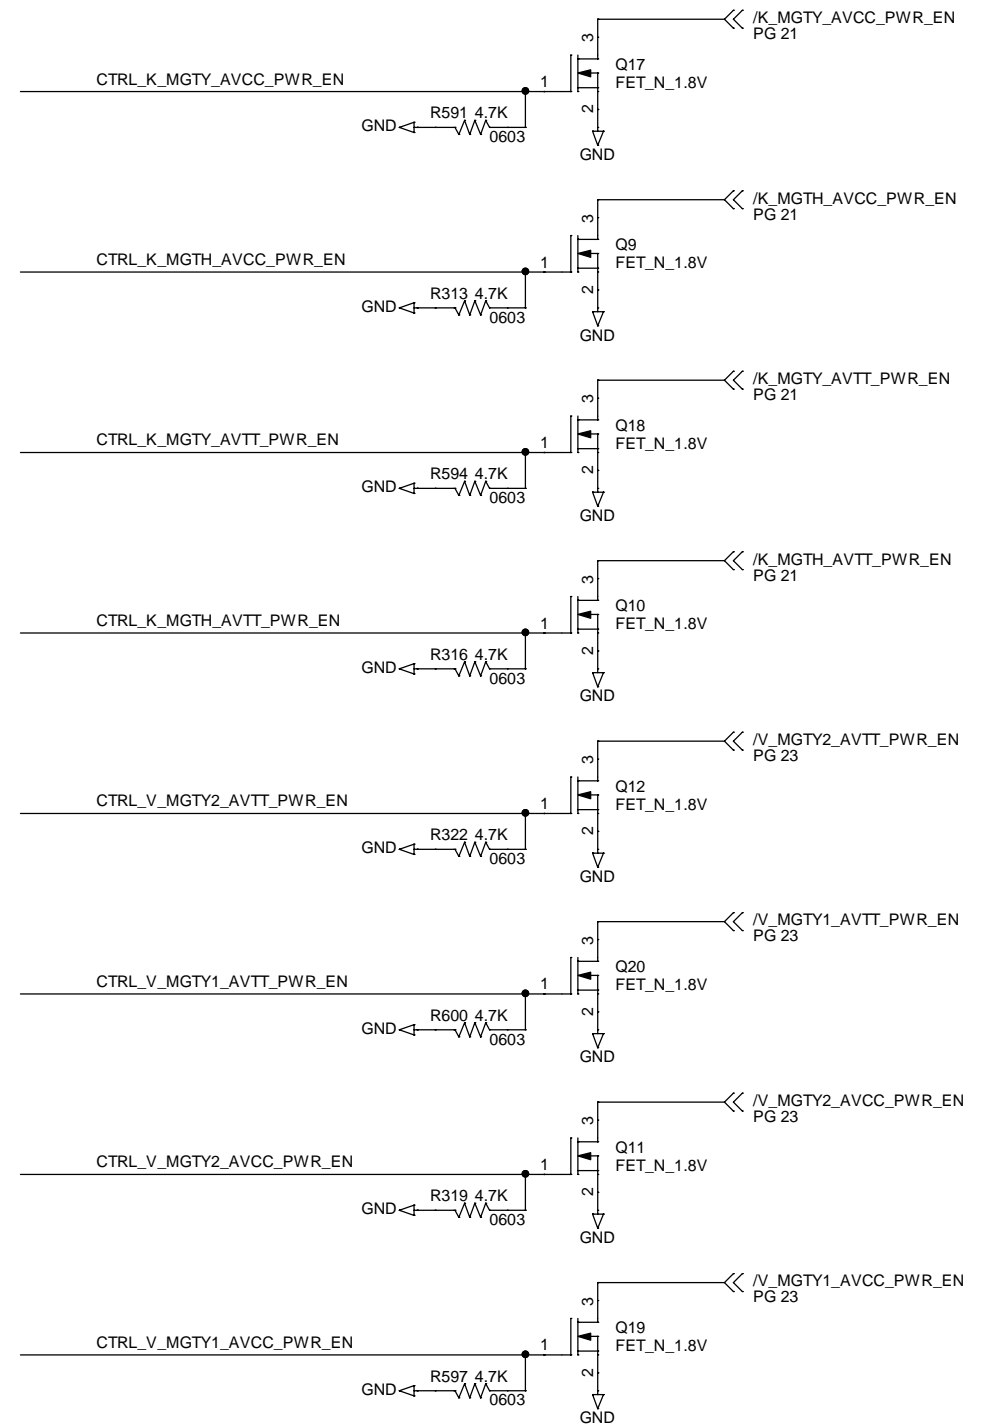 /K_MGTY_AVCC_PWR_EN
PG 21
3
Q17
FET_N_1.8V
CTRL_K_MGTY_AVCC_PWR_EN
1
2
R591 4.7K
GND
0603
GND
/K_MGTH_AVCC_PWR_EN
PG 21
3
Q9
FET_N_1.8V
CTRL_K_MGTH_AVCC_PWR_EN
1
2
R313 4.7K
GND
0603
GND
/K_MGTY_AVTT_PWR_EN
PG 21
3
Q18
FET_N_1.8V
CTRL_K_MGTY_AVTT_PWR_EN
1
2
R594 4.7K
GND
0603
GND
/K_MGTH_AVTT_PWR_EN
PG 21
3
Q10
FET_N_1.8V
CTRL_K_MGTH_AVTT_PWR_EN
1
2
R316 4.7K
GND
0603
GND
/V_MGTY2_AVTT_PWR_EN
PG 23
3
Q12
FET_N_1.8V
CTRL_V_MGTY2_AVTT_PWR_EN
1
2
R322 4.7K
GND
0603
GND
/V_MGTY1_AVTT_PWR_EN
PG 23
3
Q20
FET_N_1.8V
CTRL_V_MGTY1_AVTT_PWR_EN
1
2
R600 4.7K
GND
0603
GND
/V_MGTY2_AVCC_PWR_EN
PG 23
3
Q11
FET_N_1.8V
CTRL_V_MGTY2_AVCC_PWR_EN
1
2
R319 4.7K
GND
0603
GND
/V_MGTY1_AVCC_PWR_EN
PG 23
3
Q19
FET_N_1.8V
CTRL_V_MGTY1_AVCC_PWR_EN
1
2
R597 4.7K
GND
0603
GND